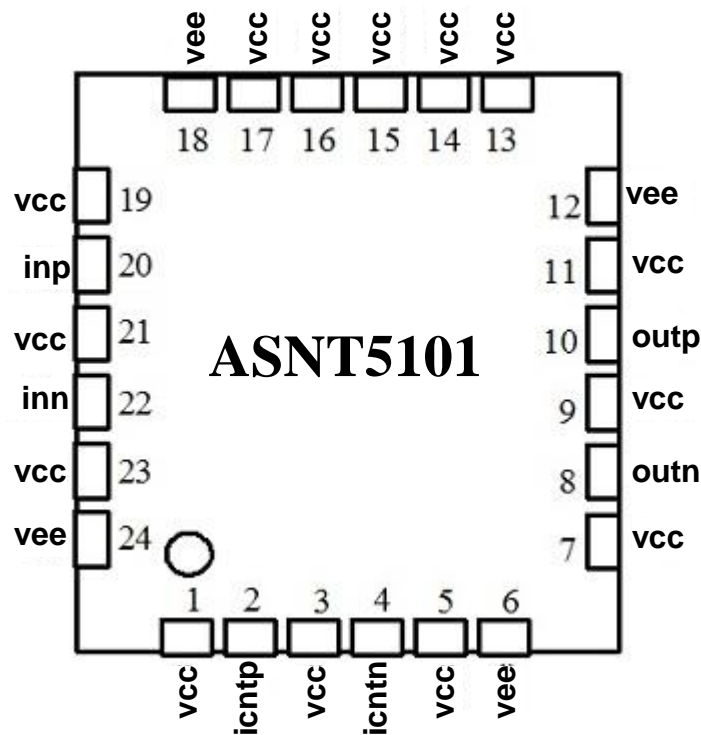 vee vcc vcc vcc vcc vcc
18 17 16 15 14 13
vcc 19 12 vee
inp 20 11 vcc
vcc 21 ASNT5101 10 outp
inn 22 9 vcc
vcc 23 8 outn
vee 24 7 vcc
1 2 3 4 5 6
vcc icntp vcc icntn vcc vee